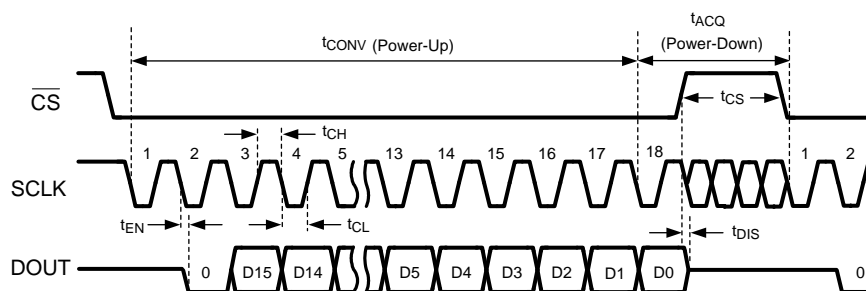 tCONV (Power-Up)
tACQ
(Power-Down)
CS
tCS
tCH
1 2 3 4 5 13 14 15 16 17 18 1 2
SCLK
tEN
tCL
tDIS
DOUT
0 D15 D14 D5 D4 D3 D2 D1 D0 0